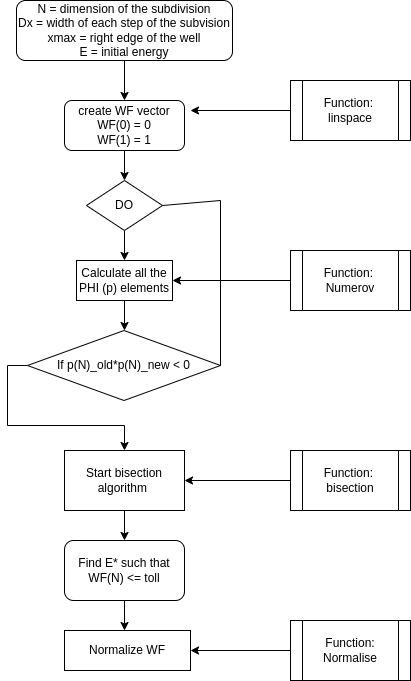 N = dimension of the subdivision
Dx = width of each step of the subvision
xmax = right edge of the well
E = initial energy
create WF vector
WF(0) = 0
WF(1) = 1
Function:
linspace
DO
Calculate all the
PHI (p) elements
Function:
Numerov
If p(N)_old*p(N)_new < 0
Start bisection
algorithm
Function:
bisection
Find E* such that
WF(N) <= toll
Normalize WF
Function:
Normalise